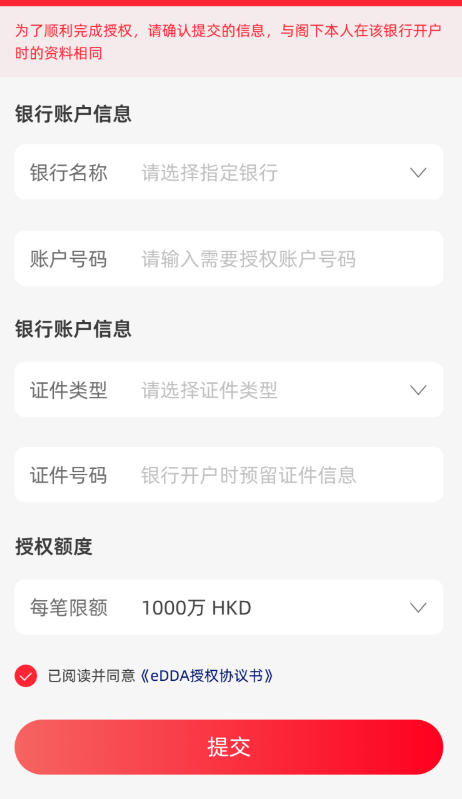 为了顺利完成授权，请确认提交的信息，与阁下本人在该银行开户
时的资料相同
银行账户信息
银行名称 请选择指定银行
账户号码 请输入需要授权账户号码
银行账户信息
证件类型 请选择证件类型
证件号码 银行开户时预留证件信息
授权额度
每笔限额 1000万 HKD
已阅读并同意《eDDA授权协议书》
提交